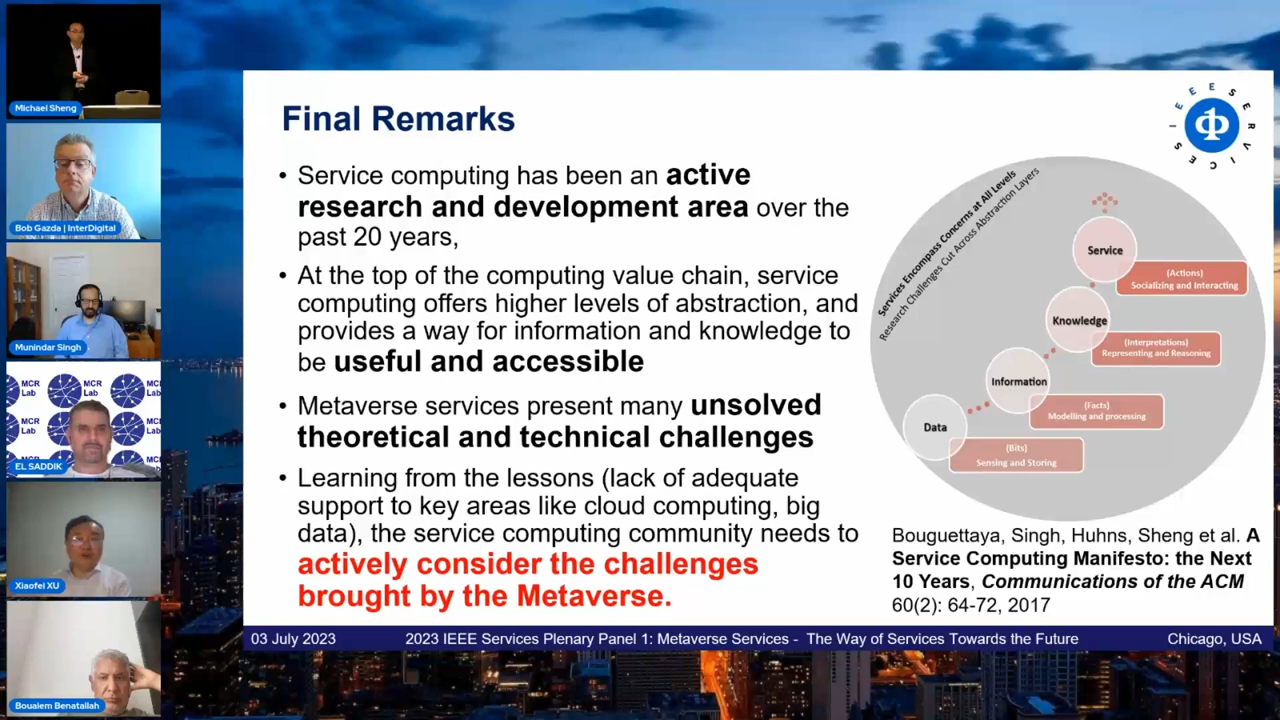 Michael Sheng
Bob Gazda | InterDigital
Munindar Singh
MCR
Lab
MCR
Lab
MCR
Lab
MCR
Lab
EL SADDIK
Xiaofei XU
Boualem Benatallah
Final Remarks
IEEE SERVICES
• Service computing has been an active
research and development area over the
past 20 years,
• At the top of the computing value chain, service
computing offers higher levels of abstraction, and
provides a way for information and knowledge to
be useful and accessible
• Metaverse services present many unsolved
theoretical and technical challenges
• Learning from the lessons (lack of adequate
support to key areas like cloud computing, big
data), the service computing community needs to
actively consider the challenges
brought by the Metaverse.
Services Encompass Concerns at All Levels
Research Challenges Cut Across Abstraction Layers
Service
(Actions)
Socializing and Interacting
Knowledge
(Interpretations)
Representing and Reasoning
Information
(Facts)
Modelling and processing
Data
(Bits)
Sensing and Storing
Bouguettaya, Singh, Huhns, Sheng et al. A
Service Computing Manifesto: the Next
10 Years, Communications of the ACM
60(2): 64-72, 2017
03 July 2023 2023 IEEE Services Plenary Panel 1: Metaverse Services - The Way of Services Towards the Future Chicago, USA